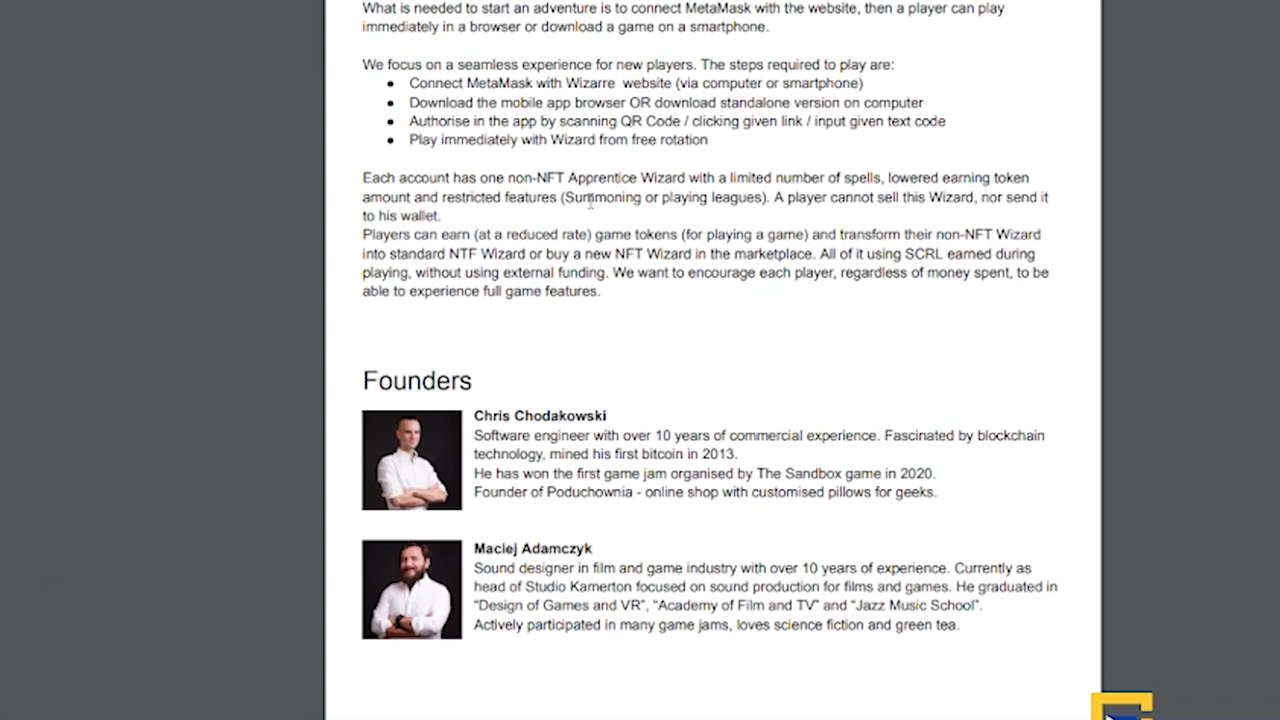 What is needed to start an adventure is to connect MetaMask with the website, then a player can play
immediately in a browser or download a game on a smartphone.
We focus on a seamless experience for new players. The steps required to play are:
● Connect MetaMask with Wizarre website (via computer or smartphone)
● Download the mobile app browser OR download standalone version on computer
● Authorise in the app by scanning QR Code / clicking given link / input given text code
● Play immediately with Wizard from free rotation
Each account has one non-NFT Apprentice Wizard with a limited number of spells, lowered earning token
amount and restricted features (Summoning or playing leagues). A player cannot sell this Wizard, nor send it
to his wallet.
Players can earn (at a reduced rate) game tokens (for playing a game) and transform their non-NFT Wizard
into standard NTF Wizard or buy a new NFT Wizard in the marketplace. All of it using SCRL earned during
playing, without using external funding. We want to encourage each player, regardless of money spent, to be
able to experience full game features.
Founders
Chris Chodakowski
Software engineer with over 10 years of commercial experience. Fascinated by blockchain
technology, mined his first bitcoin in 2013.
He has won the first game jam organised by The Sandbox game in 2020.
Founder of Poduchownia - online shop with customised pillows for geeks.
Maciej Adamczyk
Sound designer in film and game industry with over 10 years of experience. Currently as
head of Studio Kamerton focused on sound production for films and games. He graduated in
“Design of Games and VR”, “Academy of Film and TV” and “Jazz Music School”.
Actively participated in many game jams, loves science fiction and green tea.